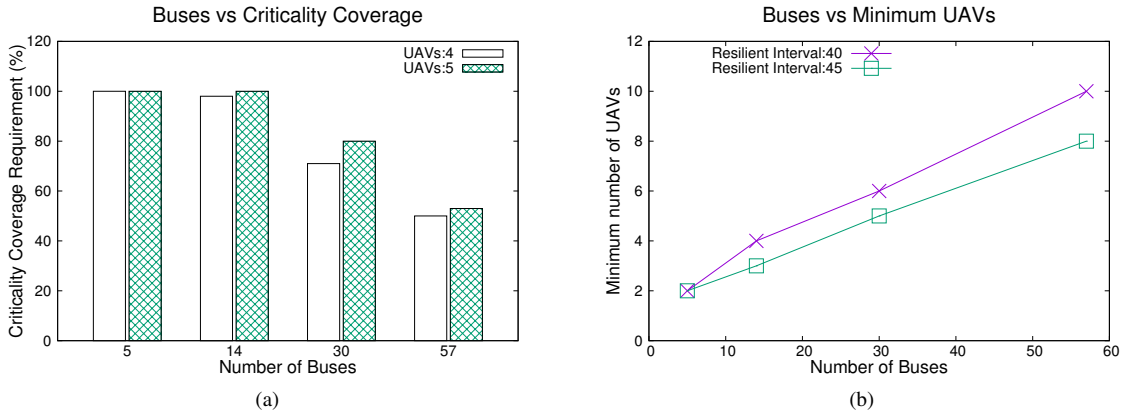 Buses vs Criticality Coverage
120
100
80
60
40
20
0
Criticality Coverage Requirement (%)
UAVs:4
UAVs:5
5 14 30 57
Number of Buses
(a)
Buses vs Minimum UAVs
12
10
8
6
4
2
0
Minimum number of UAVs
Resilient Interval:40
Resilient Interval:45
0 10 20 30 40 50 60
Number of Buses
(b)